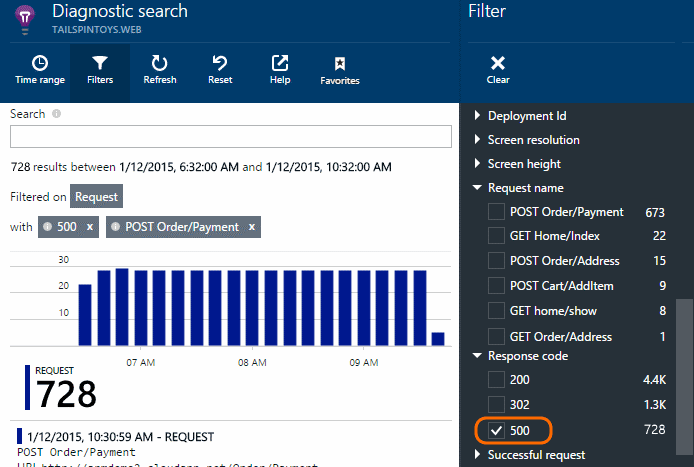 Diagnostic search
TAILSPINTOYS.WEB
Time range
Filters
Refresh
Reset
Help
Favorites
Search
728 results between 1/12/2015, 6:32:00 AM and 1/12/2015, 10:32:00 AM
Filtered on Request
with 500 x POST Order/Payment x
30
20
10
07 AM 08 AM 09 AM
REQUEST
728
1/12/2015, 10:30:59 AM - REQUEST
POST Order/Payment
Filter
Clear
Deployment Id
Screen resolution
Screen height
Request name
POST Order/Payment 673
GET Home/Index 22
POST Order/Address 15
POST Cart/AddItem 9
GET home/show 8
GET Order/Address 1
Response code
200 4.4K
302 1.3K
500 728
Successful request